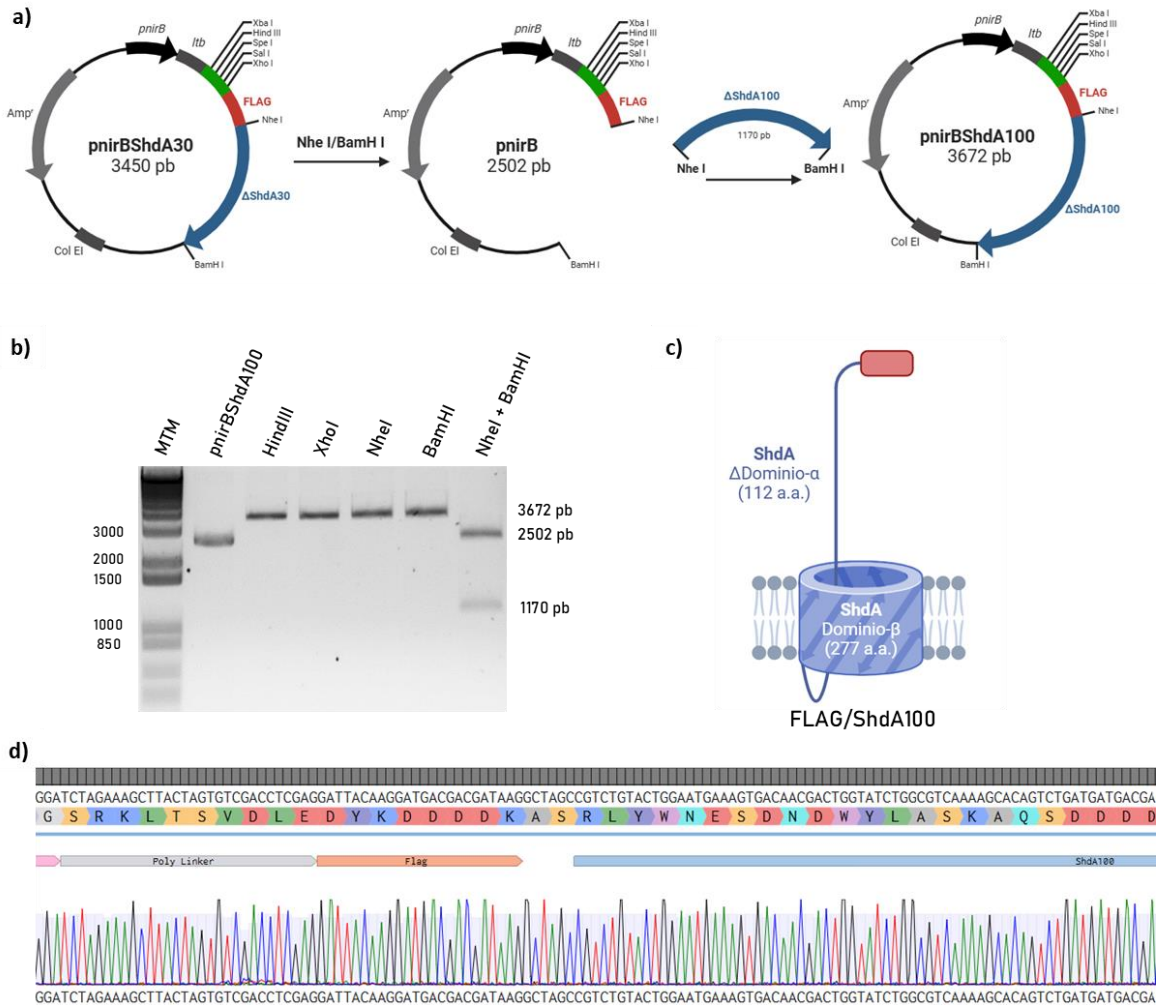 a)
pnirB
ltb
Xba I
Hind III
Spe I
Sal I
Xho I
FLAG
Nhe I
Ampʳ
pnirBShdA30
3450 pb
ΔShdA30
Col EI
BamH I
Nhe I/BamH I
pnirB
ltb
Xba I
Hind III
Spe I
Sal I
Xho I
FLAG
Ampʳ
pnirB
2502 pb
Col EI
BamH I
ΔShdA100
1170 pb
Nhe I
BamH I
pnirB
ltb
Xba I
Hind III
Spe I
Sal I
Xho I
FLAG
Nhe I
Ampʳ
pnirBShdA100
3672 pb
ΔShdA100
Col EI
BamH I
b)
MTM
pnirBShdA100
HindIII
XhoI
NheI
BamHI
NheI + BamHI
3000
2000
1500
1000
850
3672 pb
2502 pb
1170 pb
c)
ShdA
ΔDominio-α
(112 a.a.)
ShdA
Dominio-β
(277 a.a.)
FLAG/ShdA100
d)
GGATCTAGAAAGCTTACTAGTGTCGACCTCGAGGATTACAAGGATGACGACGATAAGGCTAGCCGTCTGTACTGGAATGAAAGTGACAACGACTGGTATCTGGCGTCAAAAGCACAGTCTGATGATGACGA
G S R K L T S V D L E D Y K D D D D K A S R L Y W N E S D N D W Y L A S K A Q S D D D D
Poly Linker
Flag
ShdA100
GGATCTAGAAAGCTTACTAGTGTCGACCTCGAGGATTACAAGGATGACGACGATAAGGCTAGCCGTCTGTACTGGAATGAAAGTGACAACGACTGGTATCTGGCGTCAAAAGCACAGTCTGATGATGACGA